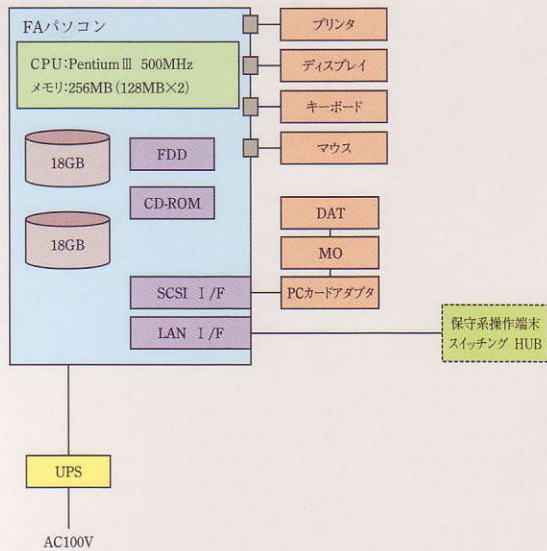 FAパソコン
CPU:PentiumⅢ 500MHz
メモリ:256MB(128MB×2)
18GB
18GB
FDD
CD-ROM
SCSI I/F
LAN I/F
プリンタ
ディスプレイ
キーボード
マウス
DAT
MO
PCカードアダプタ
保守系操作端末
スイッチング HUB
UPS
AC100V